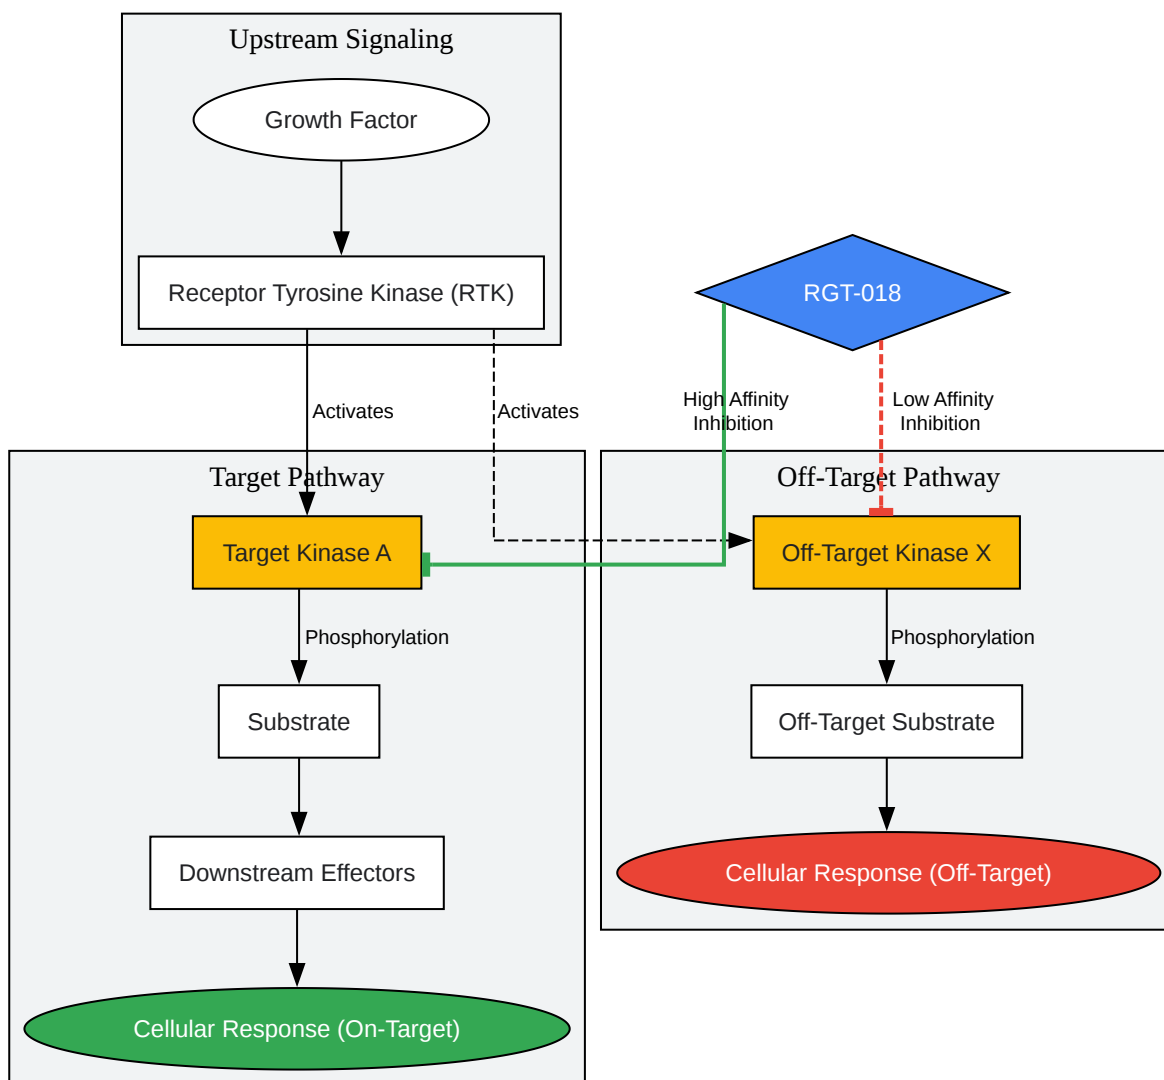 Upstream Signaling
Growth Factor
Receptor Tyrosine Kinase (RTK)
RGT-018
Activates
Activates
High Affinity
Inhibition
Low Affinity
Inhibition
Target Pathway
Off-Target Pathway
Target Kinase A
Off-Target Kinase X
Phosphorylation
Phosphorylation
Substrate
Off-Target Substrate
Downstream Effectors
Cellular Response (Off-Target)
Cellular Response (On-Target)